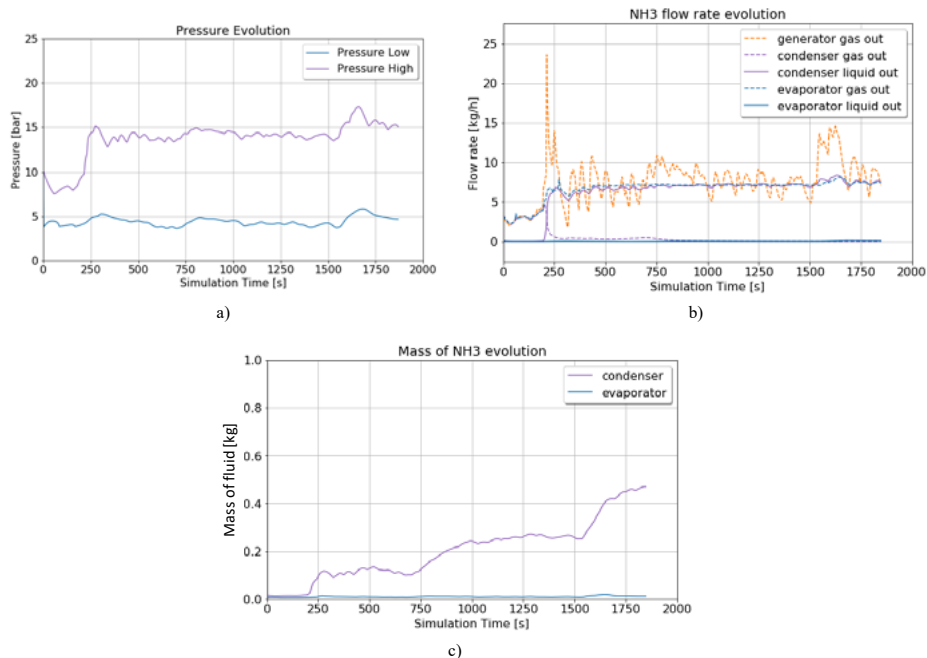 Pressure Evolution
Pressure [bar]
25
20
15
10
5
0
Pressure Low
Pressure High
0 250 500 750 1000 1250 1500 1750 2000
Simulation Time [s]
a)
NH3 flow rate evolution
Flow rate [kg/h]
25
20
15
10
5
0
generator gas out
condenser gas out
condenser liquid out
evaporator gas out
evaporator liquid out
0 250 500 750 1000 1250 1500 1750 2000
Simulation Time [s]
b)
Mass of NH3 evolution
Mass of fluid [kg]
1.0
0.8
0.6
0.4
0.2
0.0
condenser
evaporator
0 250 500 750 1000 1250 1500 1750 2000
Simulation Time [s]
c)